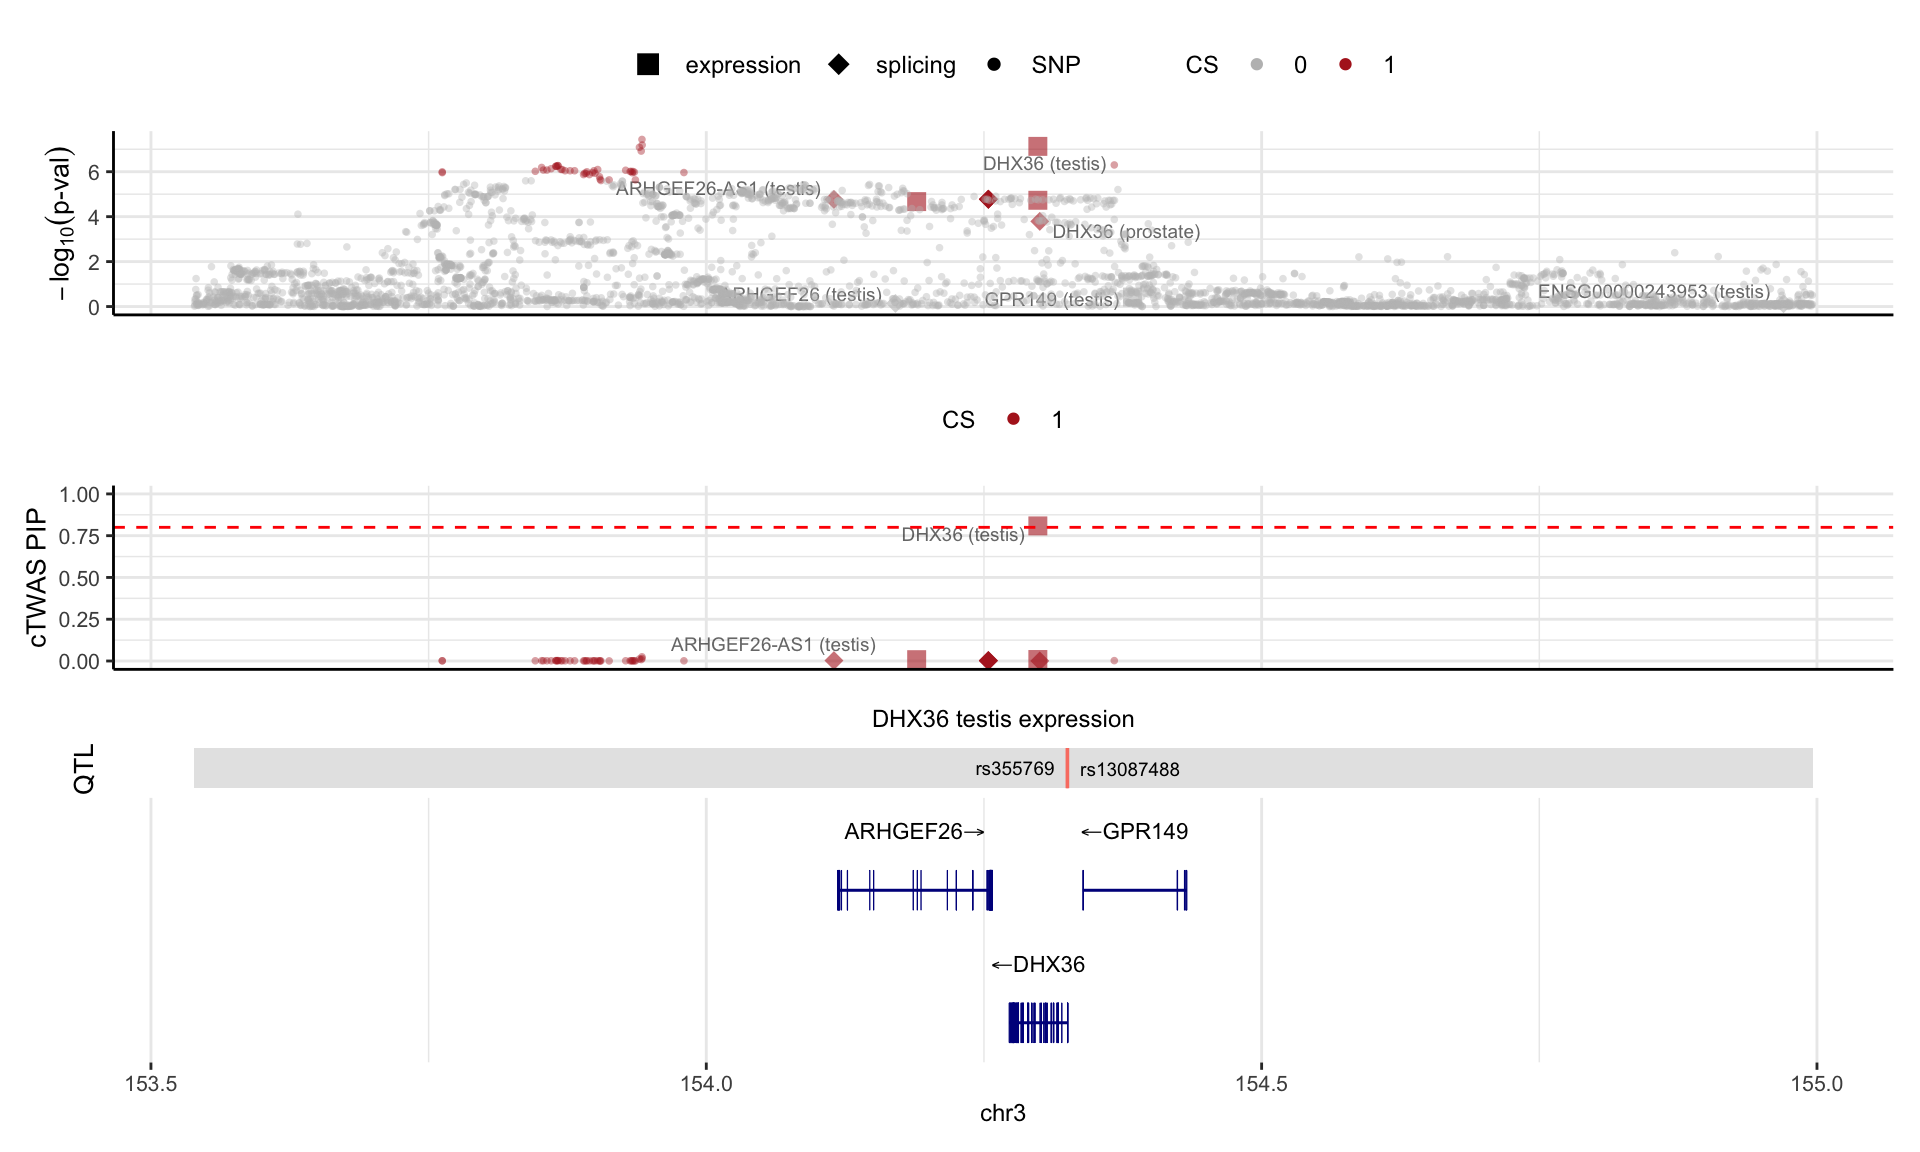 expression splicing SNP CS 0 1
−log10(p-val)
6
4
2
0
DHX36 (testis)
ARHGEF26-AS1 (testis)
DHX36 (prostate)
ARHGEF26 (testis)
GPR149 (testis)
ENSG00000243953 (testis)
CS 1
cTWAS PIP
1.00
0.75
0.50
0.25
0.00
DHX36 (testis)
ARHGEF26-AS1 (testis)
DHX36 testis expression
QTL
rs355769 rs13087488
ARHGEF26→ ←GPR149
←DHX36
153.5 154.0 154.5 155.0
chr3